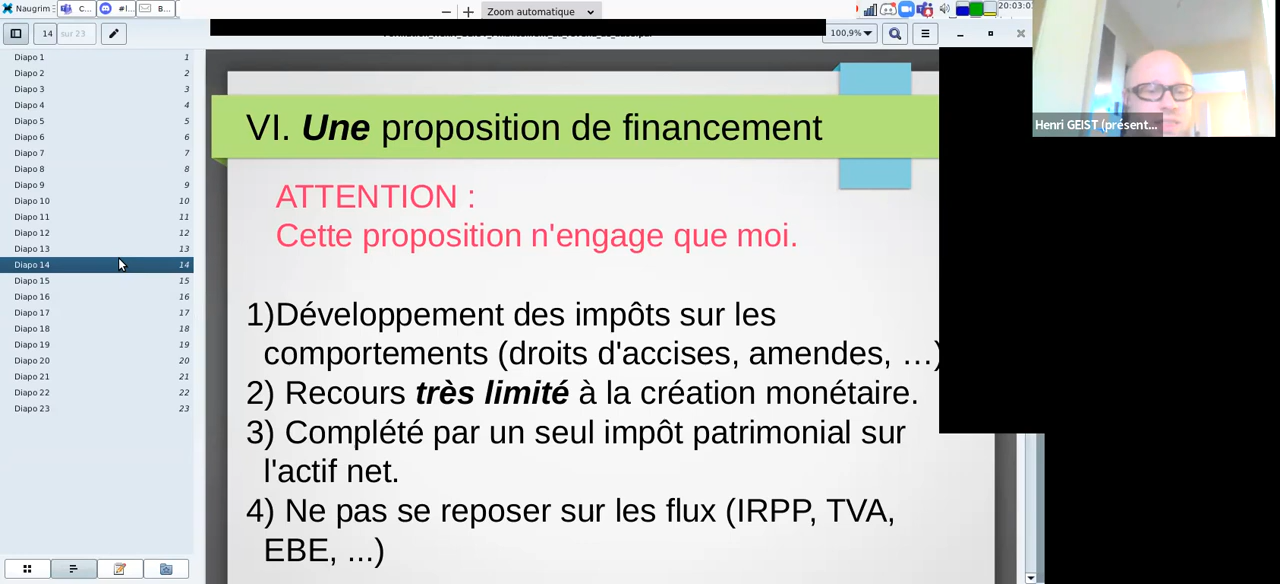 Naugrim
C...
#I...
B...
Zoom automatique
20:03:0
14 sur 23
100,9%
Diapo 1 1
Diapo 2 2
Diapo 3 3
Diapo 4 4
Diapo 5 5
Diapo 6 6
Diapo 7 7
Diapo 8 8
Diapo 9 9
Diapo 10 10
Diapo 11 11
Diapo 12 12
Diapo 13 13
Diapo 14 14
Diapo 15 15
Diapo 16 16
Diapo 17 17
Diapo 18 18
Diapo 19 19
Diapo 20 20
Diapo 21 21
Diapo 22 22
Diapo 23 23
VI. Une proposition de financement
ATTENTION :
Cette proposition n'engage que moi.
1)Développement des impôts sur les
comportements (droits d'accises, amendes, …)
2) Recours très limité à la création monétaire.
3) Complété par un seul impôt patrimonial sur
l'actif net.
4) Ne pas se reposer sur les flux (IRPP, TVA,
EBE, ...)
Henri GEIST (présent...